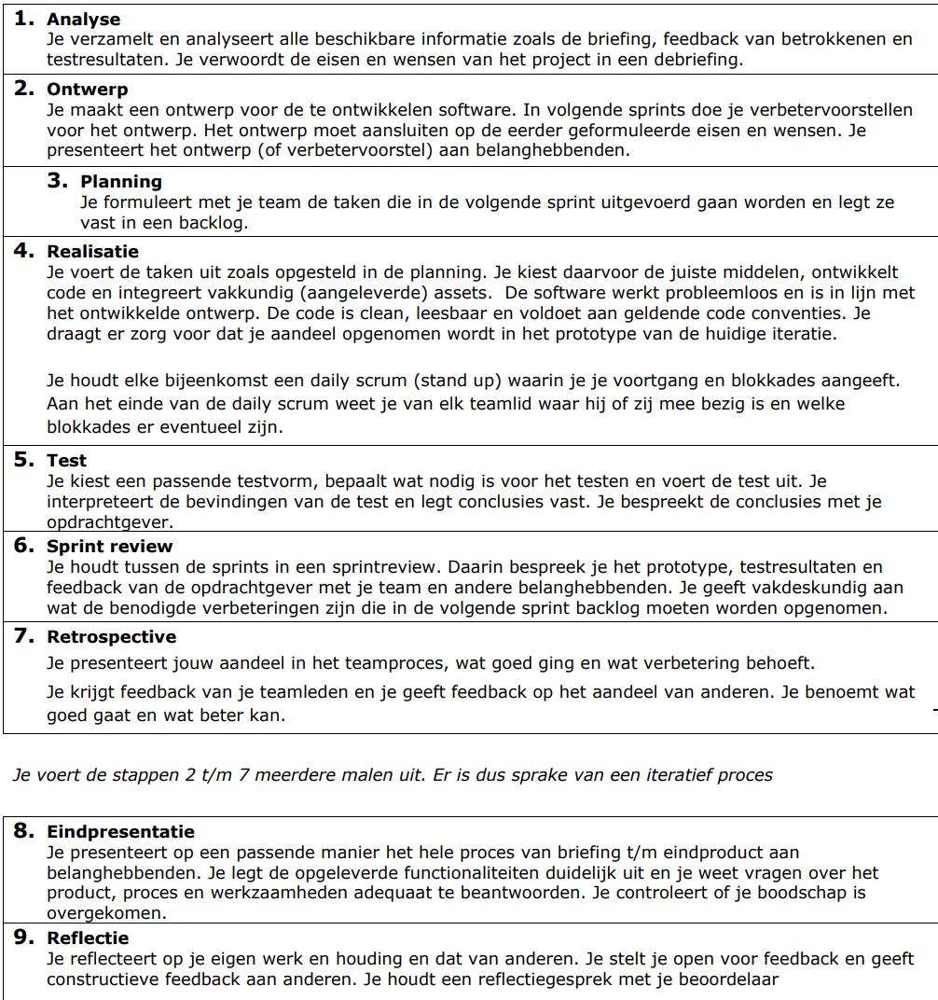 1. Analyse
Je verzamelt en analyseert alle beschikbare informatie zoals de briefing, feedback van betrokkenen en
testresultaten. Je verwoordt de eisen en wensen van het project in een debriefing.
2. Ontwerp
Je maakt een ontwerp voor de te ontwikkelen software. In volgende sprints doe je verbetervoorstellen
voor het ontwerp. Het ontwerp moet aansluiten op de eerder geformuleerde eisen en wensen. Je
presenteert het ontwerp (of verbetervoorstel) aan belanghebbenden.
3. Planning
Je formuleert met je team de taken die in de volgende sprint uitgevoerd gaan worden en legt ze
vast in een backlog.
4. Realisatie
Je voert de taken uit zoals opgesteld in de planning. Je kiest daarvoor de juiste middelen, ontwikkelt
code en integreert vakkundig (aangeleverde) assets.  De software werkt probleemloos en is in lijn met
het ontwikkelde ontwerp. De code is clean, leesbaar en voldoet aan geldende code conventies. Je
draagt er zorg voor dat je aandeel opgenomen wordt in het prototype van de huidige iteratie.
Je houdt elke bijeenkomst een daily scrum (stand up) waarin je je voortgang en blokkades aangeeft.
Aan het einde van de daily scrum weet je van elk teamlid waar hij of zij mee bezig is en welke
blokkades er eventueel zijn.
5. Test
Je kiest een passende testvorm, bepaalt wat nodig is voor het testen en voert de test uit. Je
interpreteert de bevindingen van de test en legt conclusies vast. Je bespreekt de conclusies met je
opdrachtgever.
6. Sprint review
Je houdt tussen de sprints in een sprintreview. Daarin bespreek je het prototype, testresultaten en
feedback van de opdrachtgever met je team en andere belanghebbenden. Je geeft vakdeskundig aan
wat de benodigde verbeteringen zijn die in de volgende sprint backlog moeten worden opgenomen.
7. Retrospective
Je presenteert jouw aandeel in het teamproces, wat goed ging en wat verbetering behoeft.
Je krijgt feedback van je teamleden en je geeft feedback op het aandeel van anderen. Je benoemt wat
goed gaat en wat beter kan.
Je voert de stappen 2 t/m 7 meerdere malen uit. Er is dus sprake van een iteratief proces
8. Eindpresentatie
Je presenteert op een passende manier het hele proces van briefing t/m eindproduct aan
belanghebbenden. Je legt de opgeleverde functionaliteiten duidelijk uit en je weet vragen over het
product, proces en werkzaamheden adequaat te beantwoorden. Je controleert of je boodschap is
overgekomen.
9. Reflectie
Je reflecteert op je eigen werk en houding en dat van anderen. Je stelt je open voor feedback en geeft
constructieve feedback aan anderen. Je houdt een reflectiegesprek met je beoordelaar